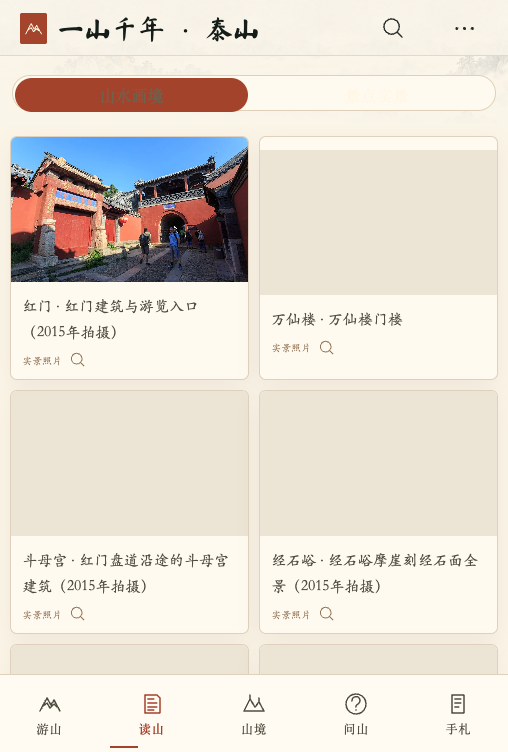 一山千年 · 泰山
山水画境
红门 · 红门建筑与游览入口
（2015年拍摄）
实景照片
万仙楼 · 万仙楼门楼
实景照片
斗母宫 · 红门盘道沿途的斗母宫
建筑（2015年拍摄）
实景照片
经石峪 · 经石峪摩崖刻经石面全
景（2015年拍摄）
实景照片
游山
读山
山境
问山
手札